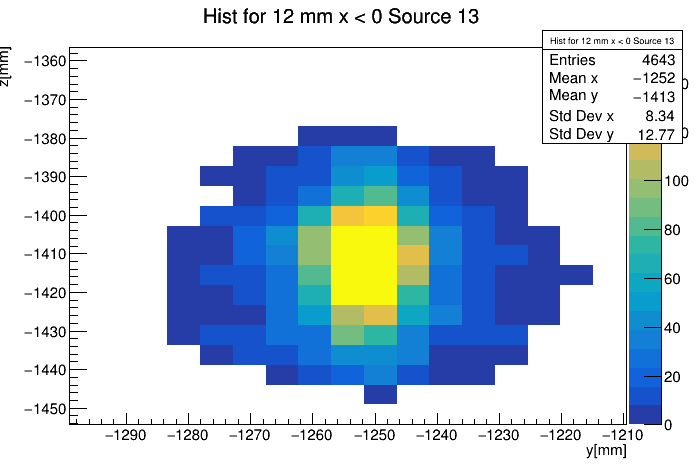 Hist for 12 mm x < 0 Source 13
z[mm]
−1360
−1370
−1380
−1390
−1400
−1410
−1420
−1430
−1440
−1450
Hist for 12 mm x < 0 Source 13
Entries 4643
Mean x −1252
Mean y −1413
Std Dev x 8.34
Std Dev y 12.77
0
0
100
80
60
40
20
0
−1290 −1280 −1270 −1260 −1250 −1240 −1230 −1220 −1210
y[mm]